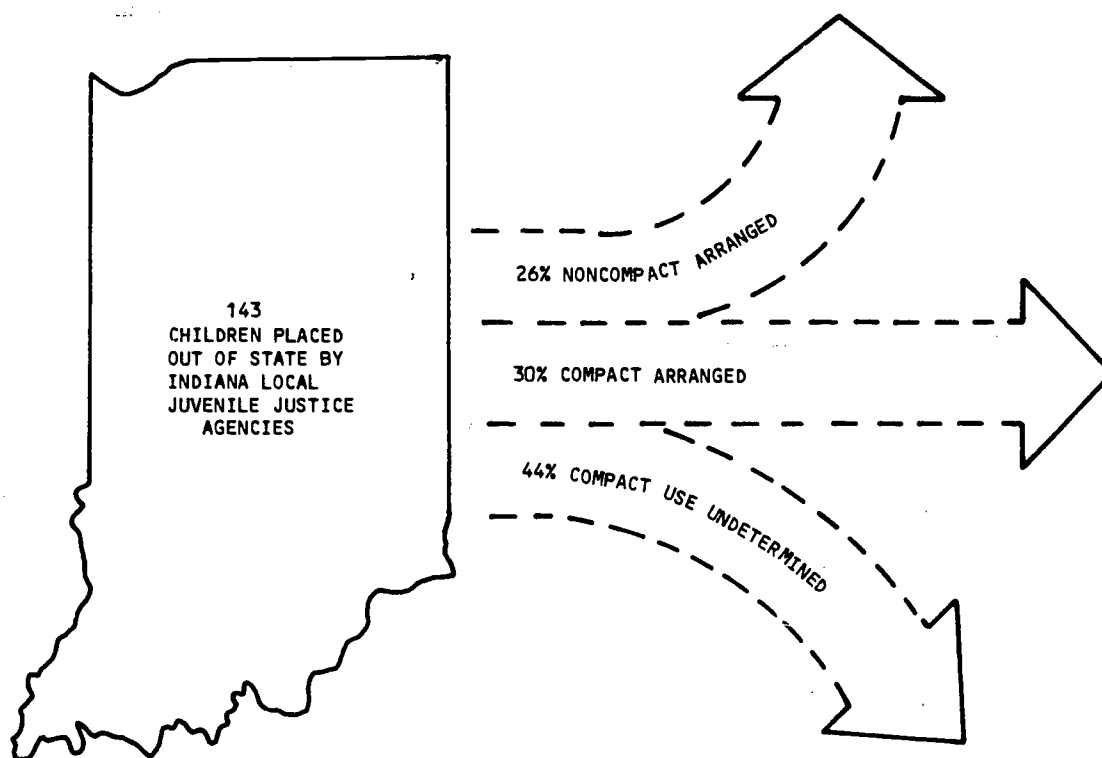 143
CHILDREN PLACED
OUT OF STATE BY
INDIANA LOCAL
JUVENILE JUSTICE
AGENCIES
26% NONCOMPACT ARRANGED
30% COMPACT ARRANGED
44% COMPACT USE UNDETERMINED